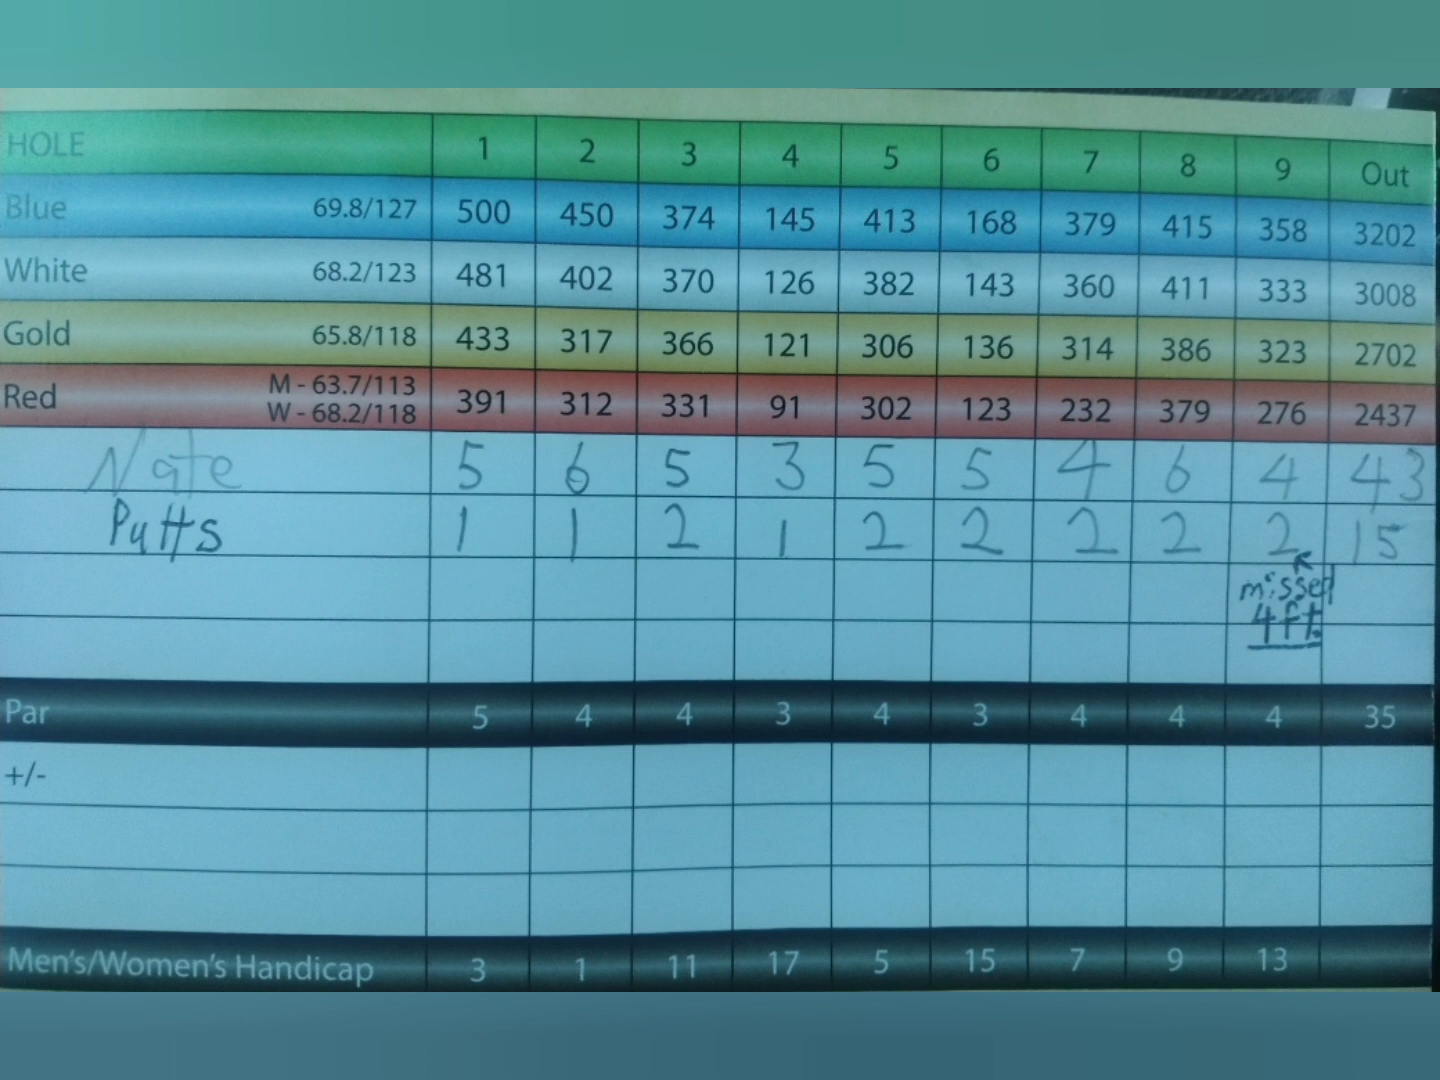 HOLE 1 2 3 4 5 6 7 8 9 Out
Blue 69.8/127 500 450 374 145 413 168 379 415 358 3202
White 68.2/123 481 402 370 126 382 143 360 411 333 3008
Gold 65.8/118 433 317 366 121 306 136 314 386 323 2702
Red M - 63.7/113 391 312 331 91 302 123 232 379 276 2437
W - 68.2/118
Nate 5 6 5 3 5 5 4 6 4 43
Putts 1 1 2 1 2 2 2 2 2 15
missed
4ft.
Par 5 4 4 3 4 3 4 4 4 35
+/-
Men's/Women's Handicap 3 1 11 17 5 15 7 9 13